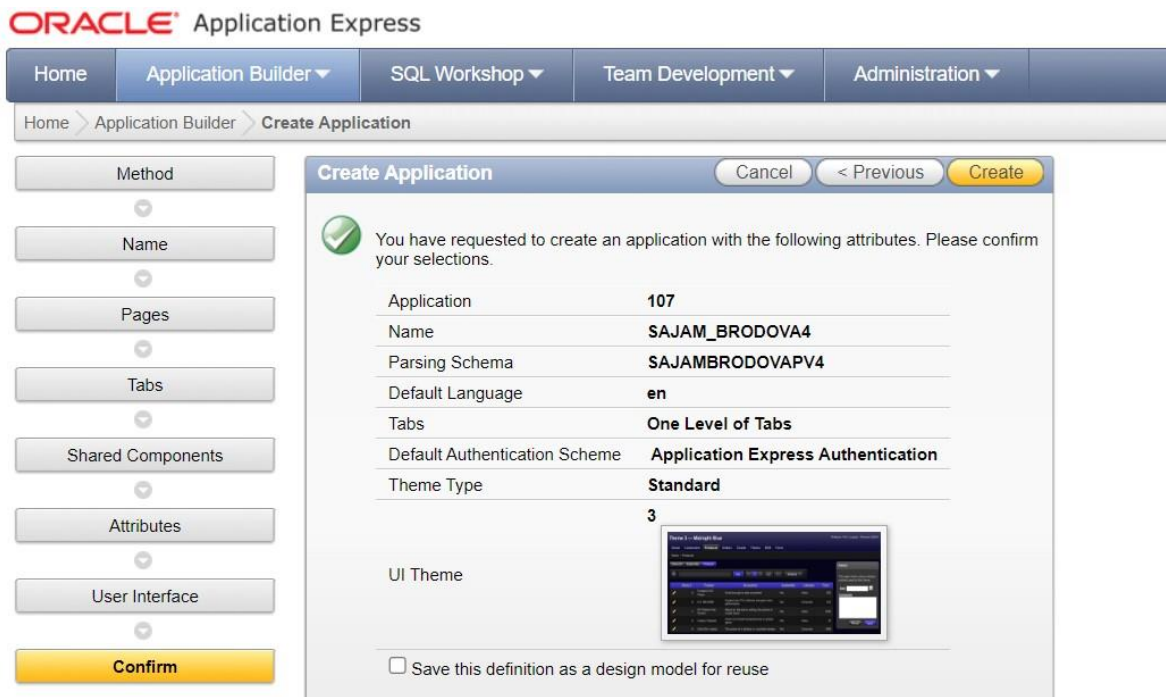 ORACLE Application Express
Home Application Builder SQL Workshop Team Development Administration
Home Application Builder Create Application
Method
Name
Pages
Tabs
Shared Components
Attributes
User Interface
Confirm
Create Application Cancel < Previous Create
You have requested to create an application with the following attributes. Please confirm
your selections.
Application 107
Name SAJAM_BRODOVA4
Parsing Schema SAJAMBRODOVAPV4
Default Language en
Tabs One Level of Tabs
Default Authentication Scheme Application Express Authentication
Theme Type Standard
UI Theme 3
Theme 3 - Midnight Blue
Save this definition as a design model for reuse